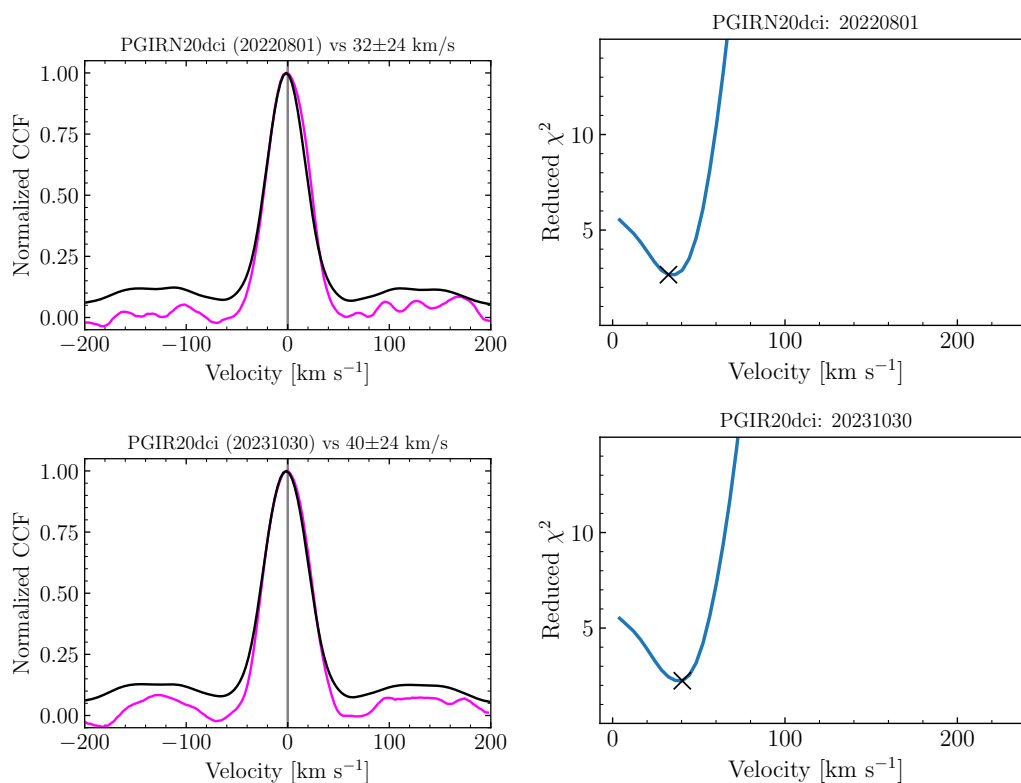 PGIRN20dci (20220801) vs 32±24 km/s
1.00
0.75
0.50
0.25
0.00
Normalized CCF
−200
−100
0
100
200
Velocity [km s⁻¹]
PGIRN20dci: 20220801
10
5
Reduced χ²
0
100
200
Velocity [km s⁻¹]
PGIR20dci (20231030) vs 40±24 km/s
1.00
0.75
0.50
0.25
0.00
Normalized CCF
−200
−100
0
100
200
Velocity [km s⁻¹]
PGIR20dci: 20231030
10
5
Reduced χ²
0
100
200
Velocity [km s⁻¹]